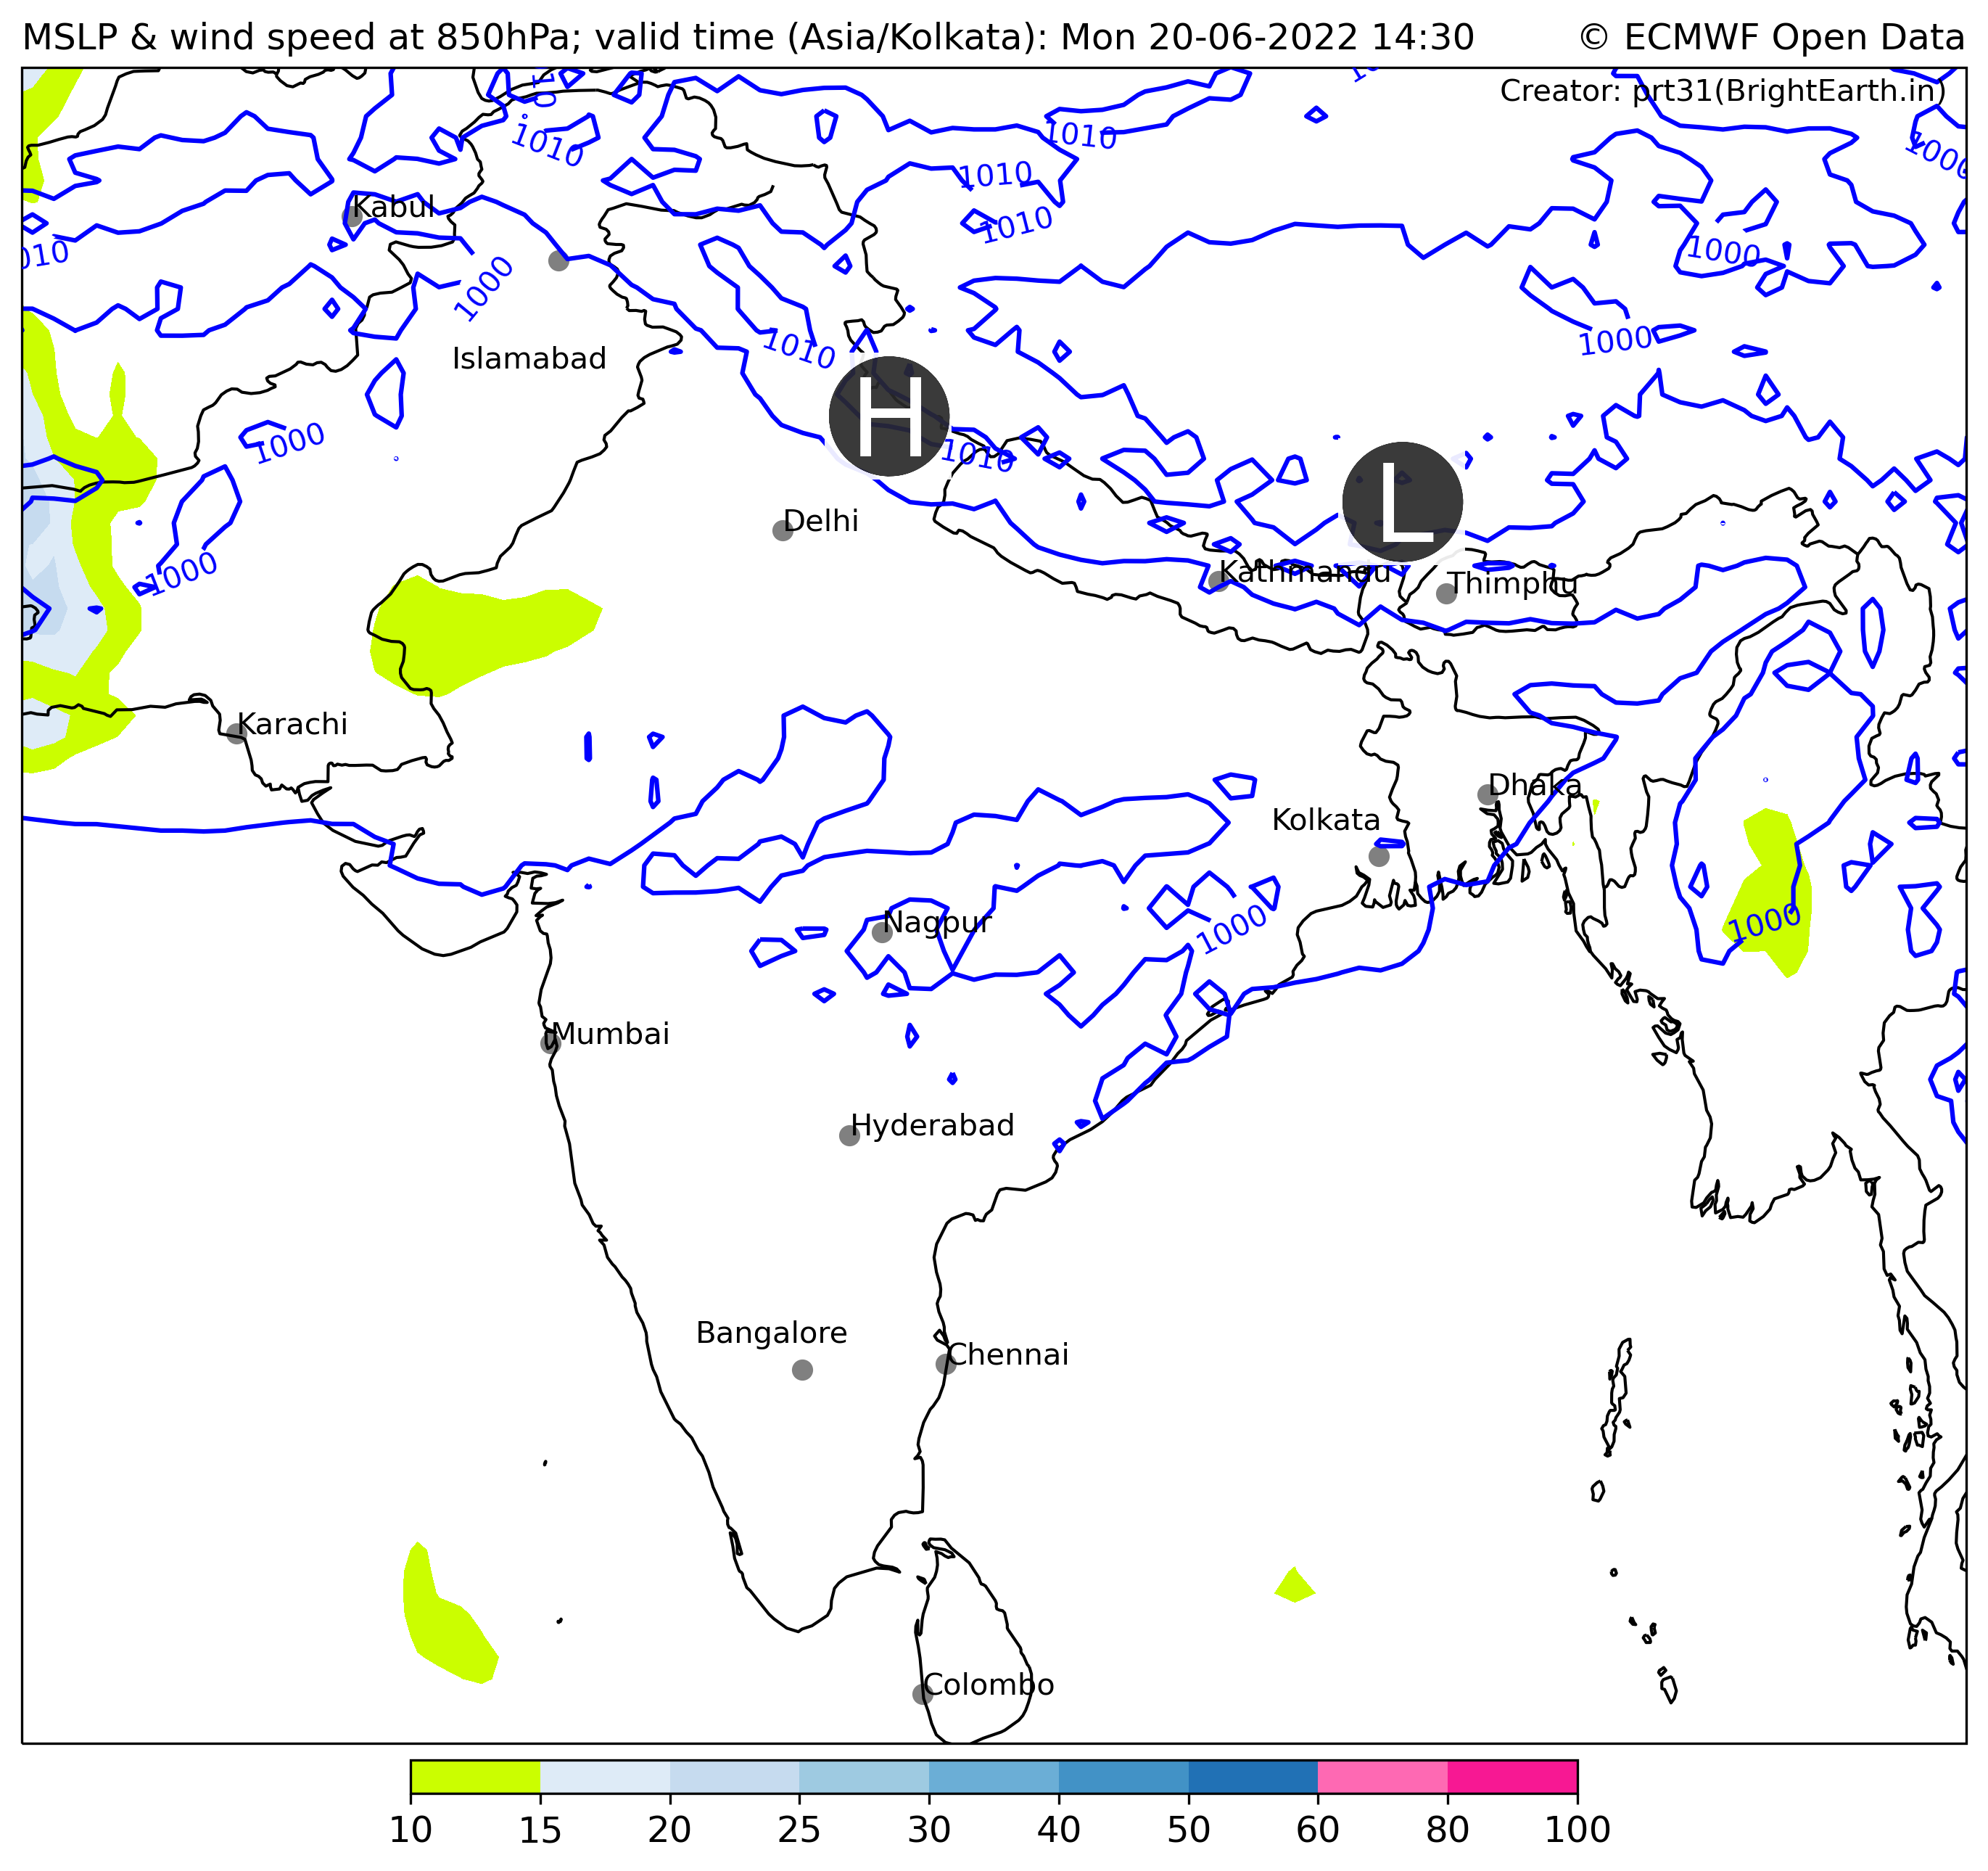 MSLP & wind speed at 850hPa; valid time (Asia/Kolkata): Mon 20-06-2022 14:30
© ECMWF Open Data
Creator: prt31(BrightEarth.in)
1010
1010
1000
1010
1010
Kabul
1010
010
1000
1000
1000
Islamabad
1010
H
1000
1010
L
Delhi
1000
Kathmandu
Thimphu
Karachi
Dhaka
Kolkata
Nagpur
1000
1000
Mumbai
Hyderabad
Bangalore
Chennai
Colombo
10 15 20 25 30 40 50 60 80 100